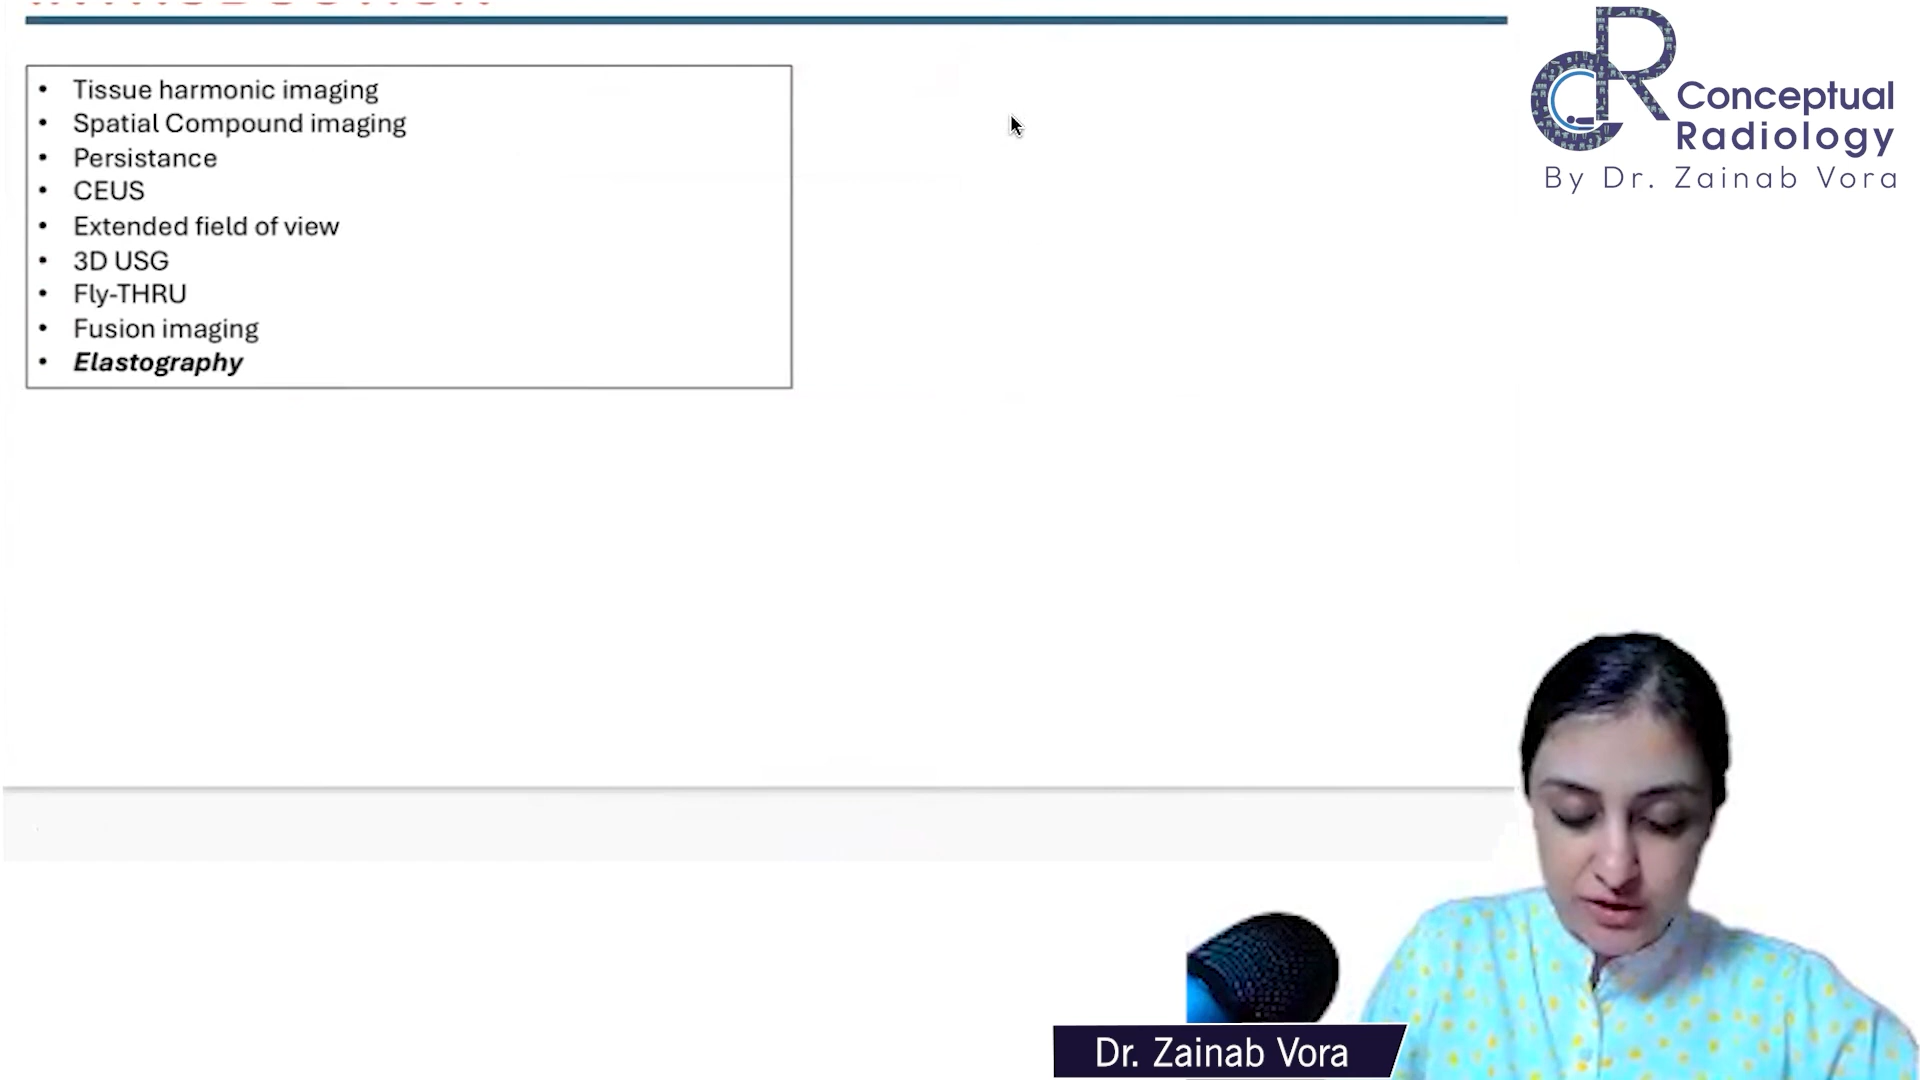 • Tissue harmonic imaging
• Spatial Compound imaging
• Persistance
• CEUS
• Extended field of view
• 3D USG
• Fly-THRU
• Fusion imaging
• Elastography
CR
Conceptual
Radiology
By Dr. Zainab Vora
Dr. Zainab Vora